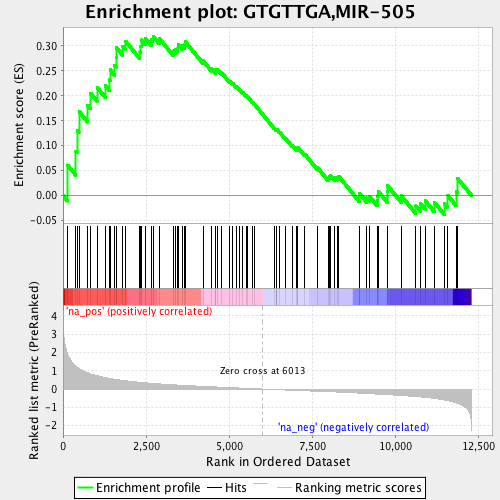 Enrichment plot: GTGTTGA,MIR-505
Enrichment score (ES)
0.30
0.25
0.20
0.15
0.10
0.05
0.00
-0.05
'na_pos' (positively correlated)
Ranked list metric (PreRanked)
4
3
2
1
0
-1
-2
Zero cross at 6013
'na_neg' (negatively correlated)
0
2,500
5,000
7,500
10,000
12,500
Rank in Ordered Dataset
Enrichment profile
Hits
Ranking metric scores